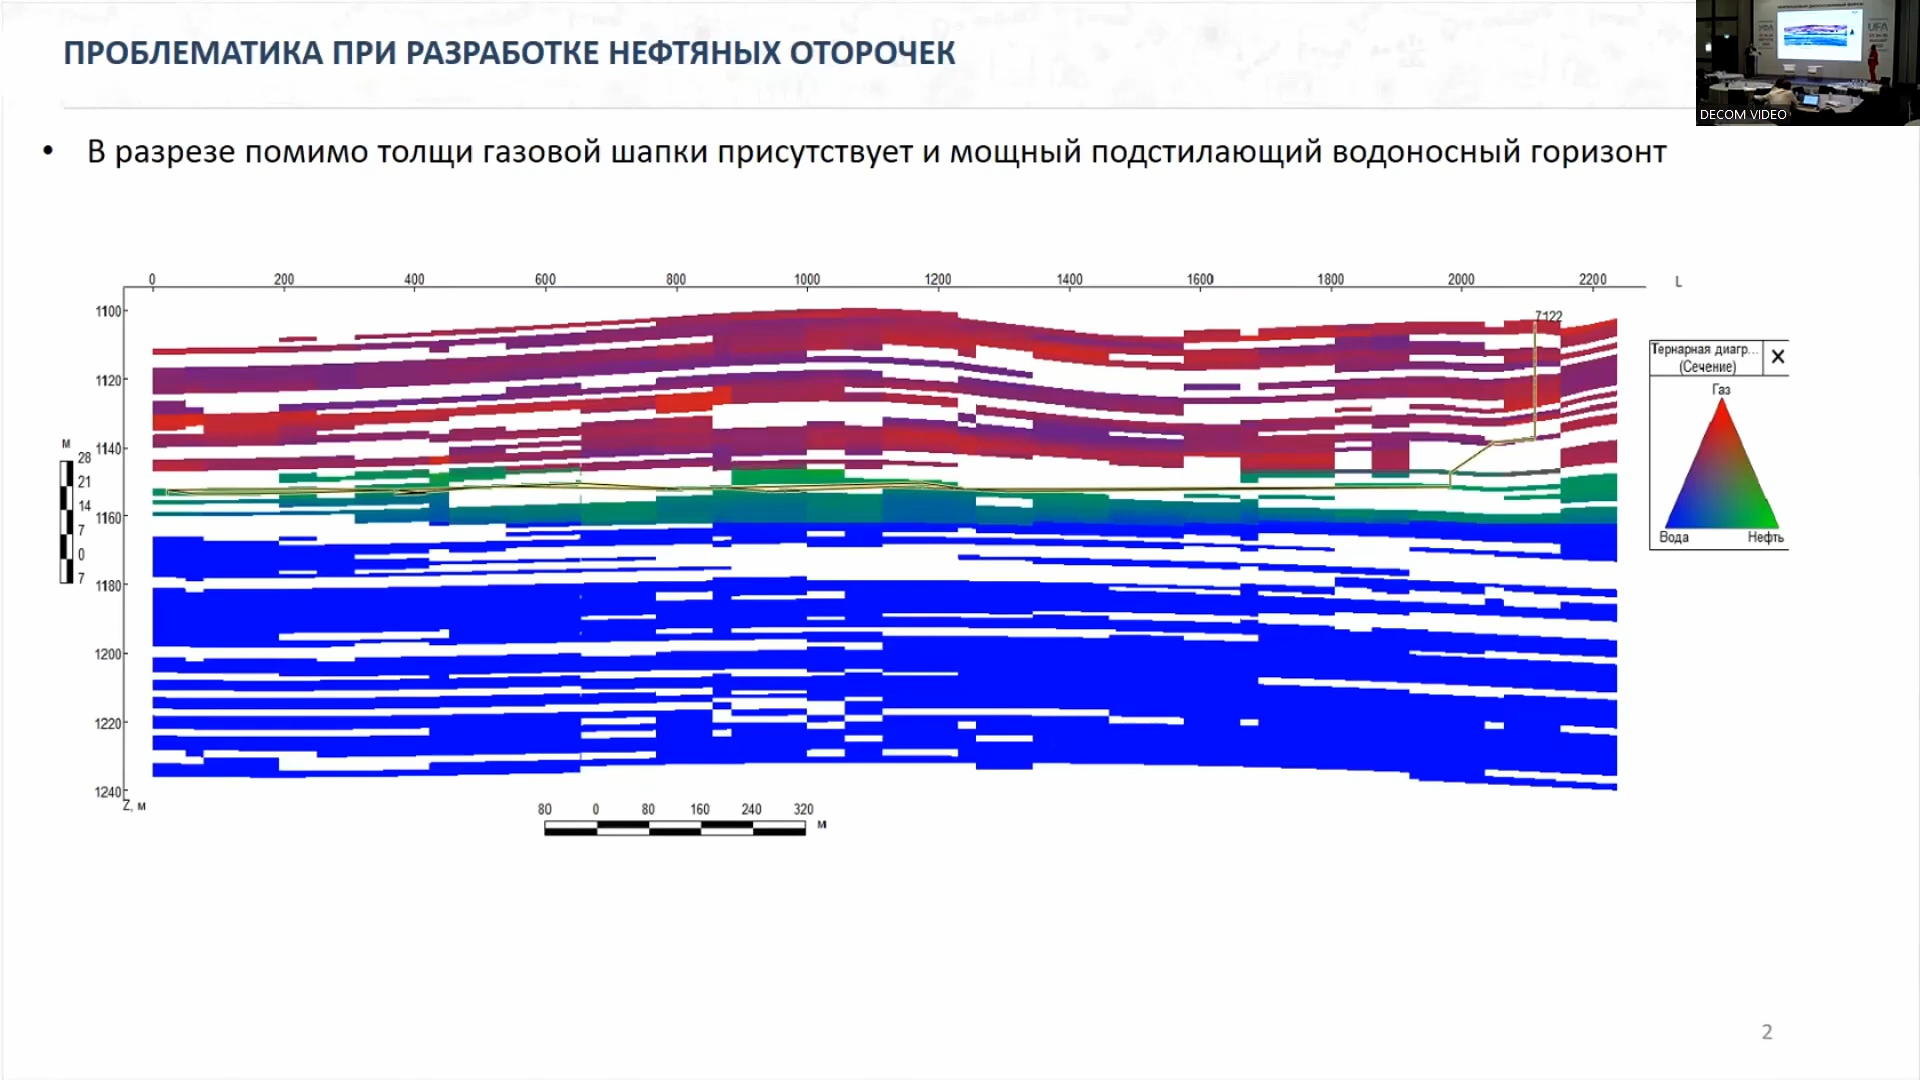 ПРОБЛЕМАТИКА ПРИ РАЗРАБОТКЕ НЕФТЯНЫХ ОТОРОЧЕК
DECOM VIDEO
• В разрезе помимо толщи газовой шапки присутствует и мощный подстилающий водоносный горизонт
0 200 400 600 800 1000 1200 1400 1600 1800 2000 2200 L
1100
1120
1140
1160
1180
1200
1220
1240
Z, м
7122
м
28
21
14
7
0
7
Тернарная диагр...
(Сечение)
Газ
Вода Нефть
80 0 80 160 240 320 м
2
UFA